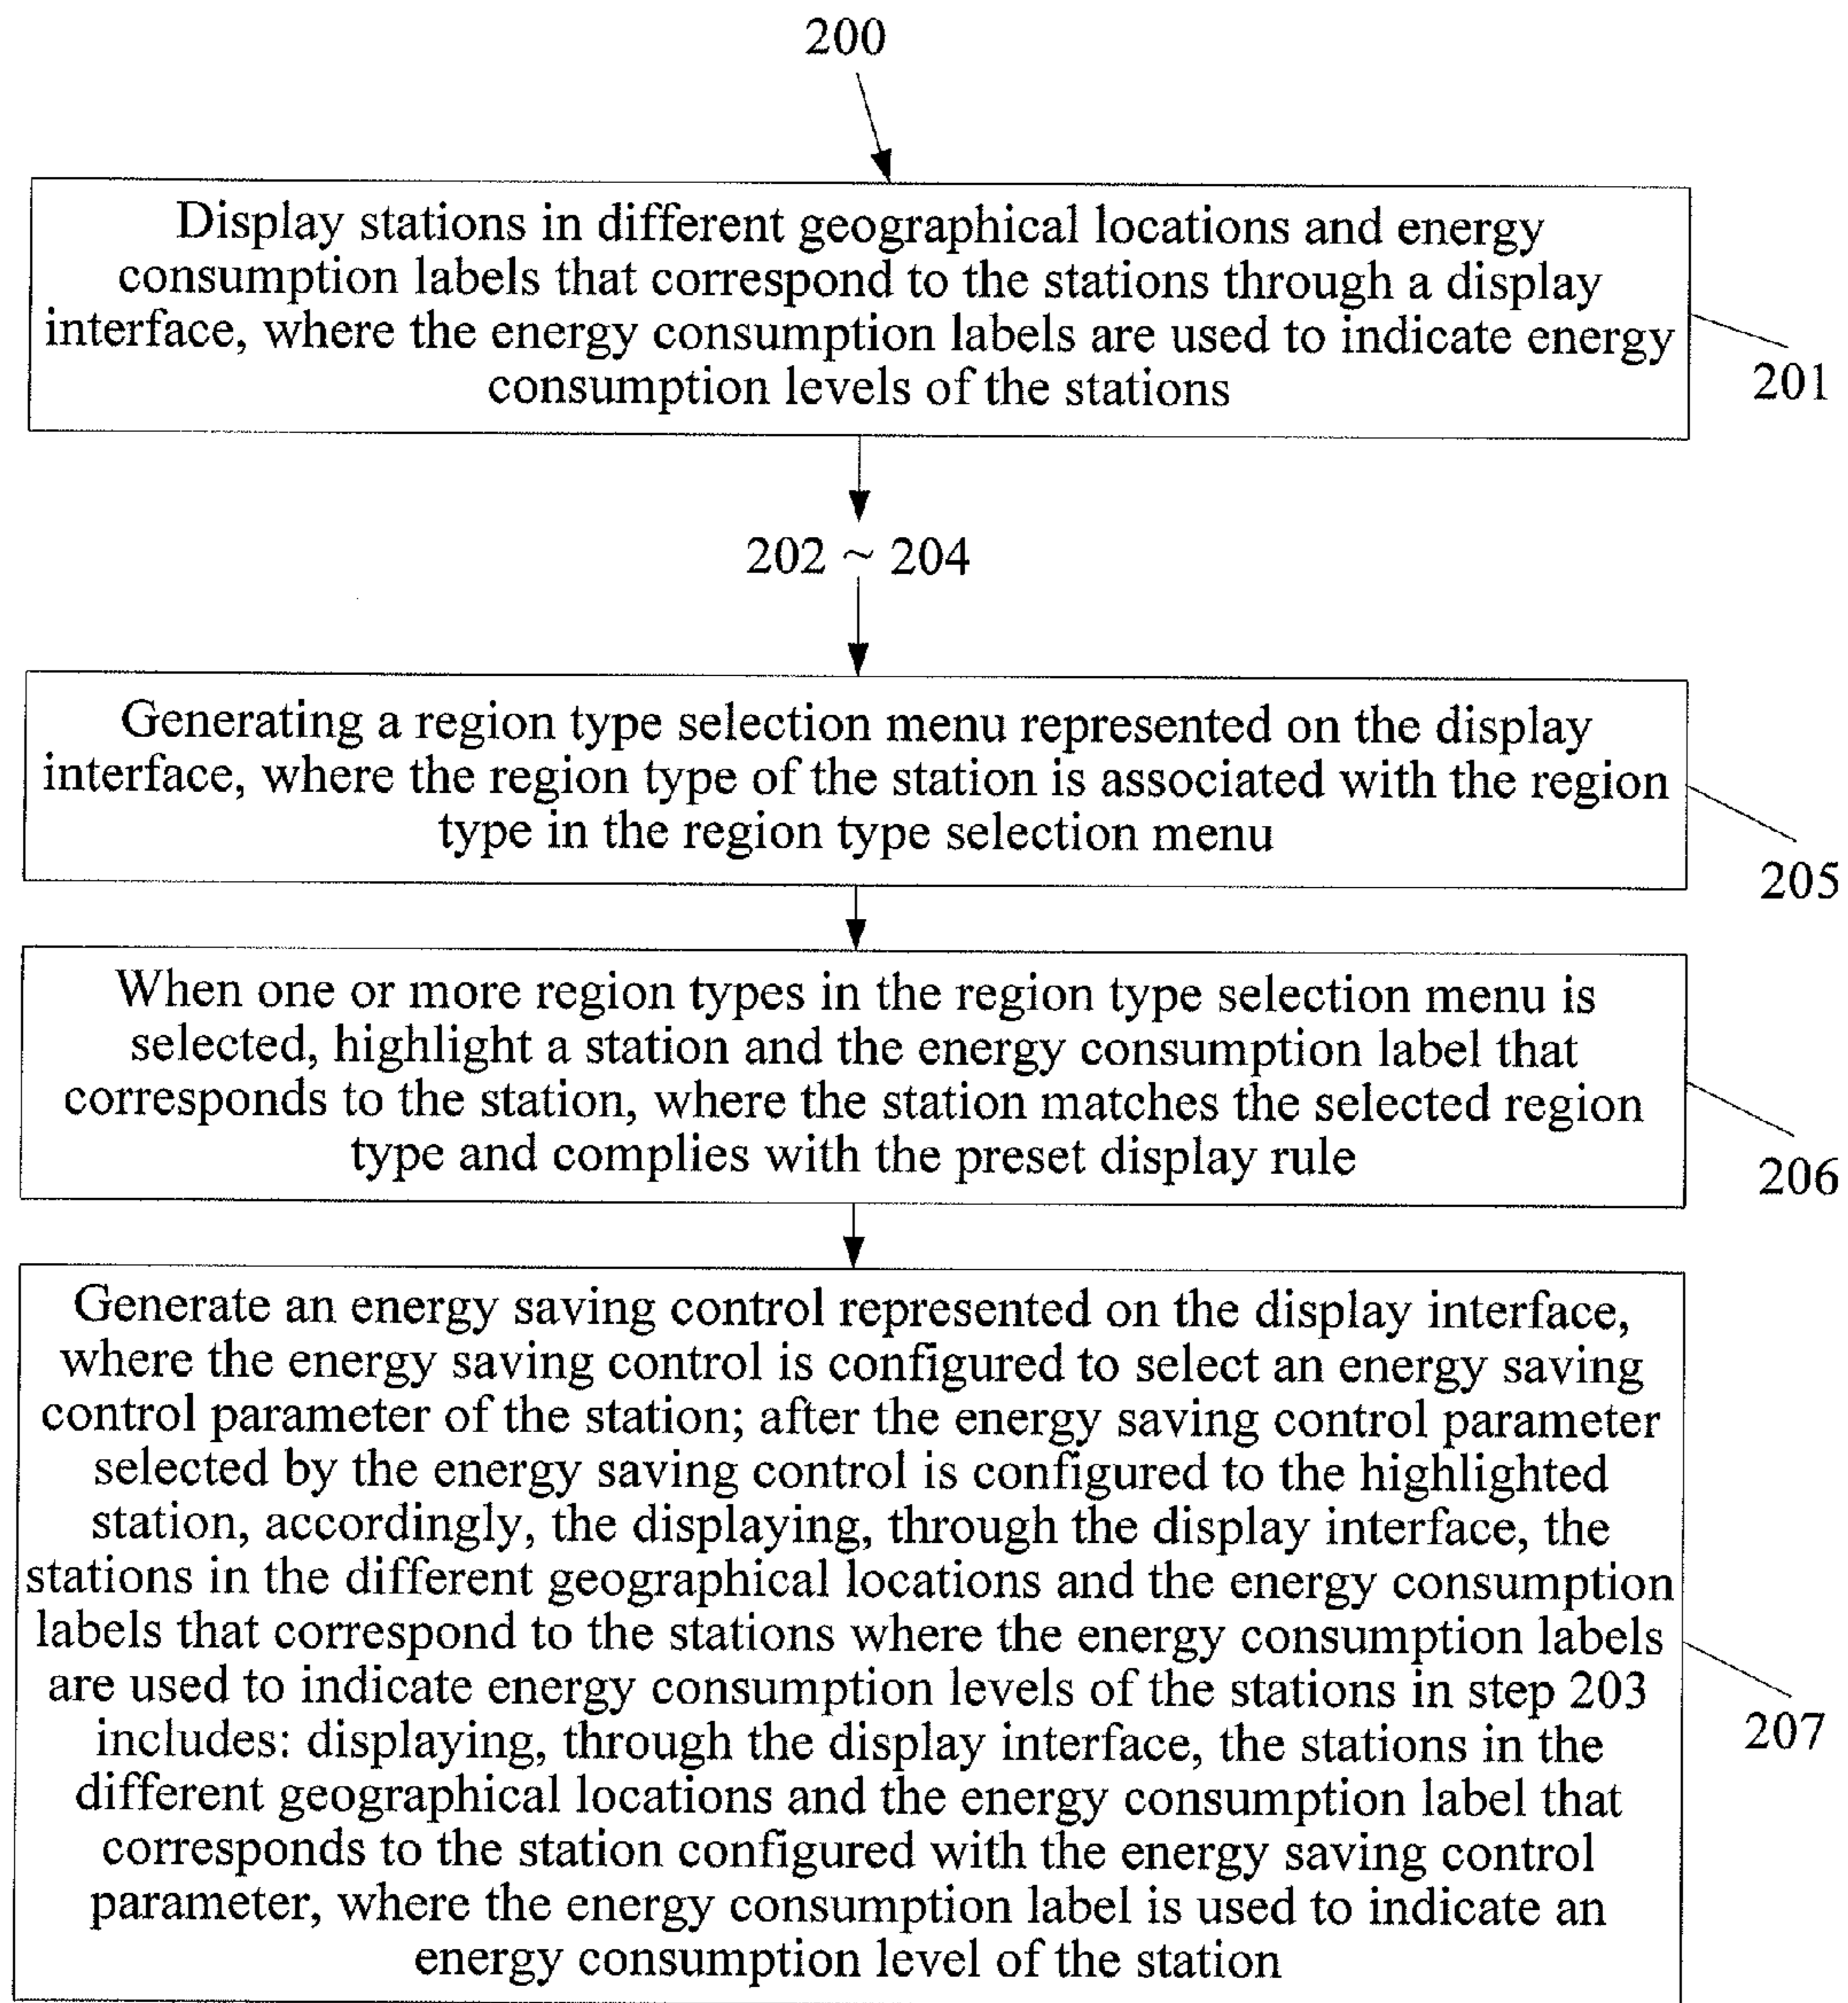 200
Display stations in different geographical locations and energy
consumption labels that correspond to the stations through a display
interface, where the energy consumption labels are used to indicate energy
consumption levels of the stations
201
202 ~ 204
Generating a region type selection menu represented on the display
interface, where the region type of the station is associated with the region
type in the region type selection menu
205
When one or more region types in the region type selection menu is
selected, highlight a station and the energy consumption label that
corresponds to the station, where the station matches the selected region
type and complies with the preset display rule
206
Generate an energy saving control represented on the display interface,
where the energy saving control is configured to select an energy saving
control parameter of the station; after the energy saving control parameter
selected by the energy saving control is configured to the highlighted
station, accordingly, the displaying, through the display interface, the
stations in the different geographical locations and the energy consumption
labels that correspond to the stations where the energy consumption labels
are used to indicate energy consumption levels of the stations in step 203
includes: displaying, through the display interface, the stations in the
different geographical locations and the energy consumption label that
corresponds to the station configured with the energy saving control
parameter, where the energy consumption label is used to indicate an
energy consumption level of the station
207